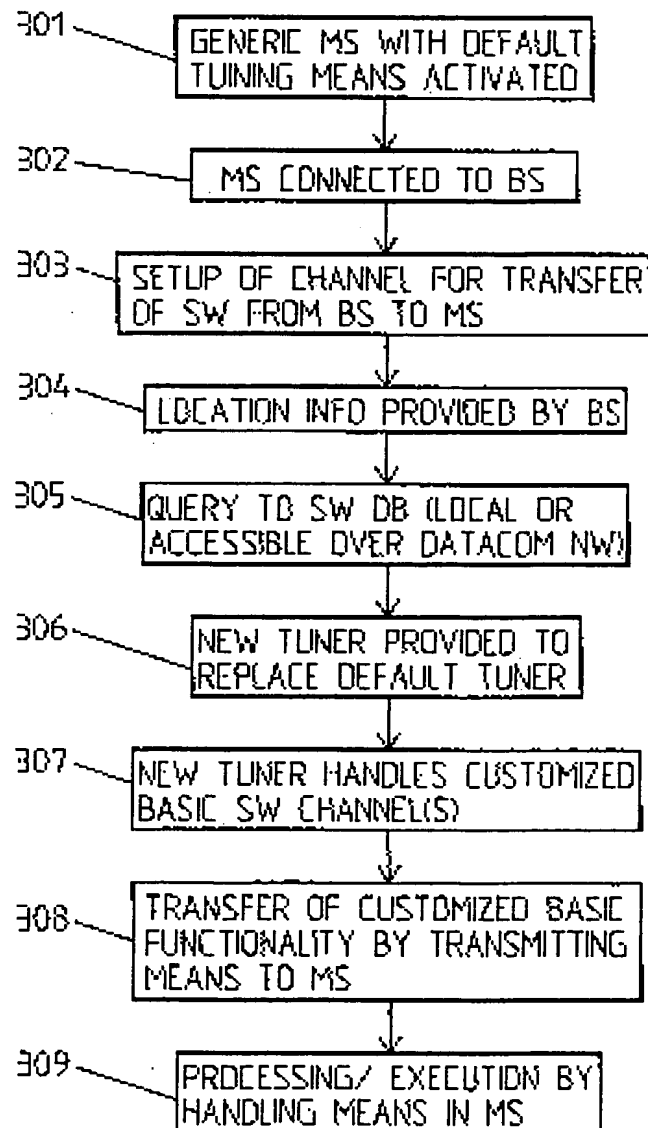 301
GENERIC MS WITH DEFAULT
TUINING MEANS ACTIVATED
302
MS CONNECTED TO BS
303
SETUP OF CHANNEL FOR TRANSFER
OF SW FROM BS TO MS
304
LOCATION INFO PROVIDED BY BS
305
QUERY TO SW DB (LOCAL OR
ACCESSIBLE OVER DATACOM NW)
306
NEW TUNER PROVIDED TO
REPLACE DEFAULT TUNER
307
NEW TUNER HANDLES CUSTOMIZED
BASIC SW CHANNEL(S)
308
TRANSFER OF CUSTOMIZED BASIC
FUNCTIONALITY BY TRANSMITTING
MEANS TO MS
309
PROCESSING/ EXECUTION BY
HANDLING MEANS IN MS